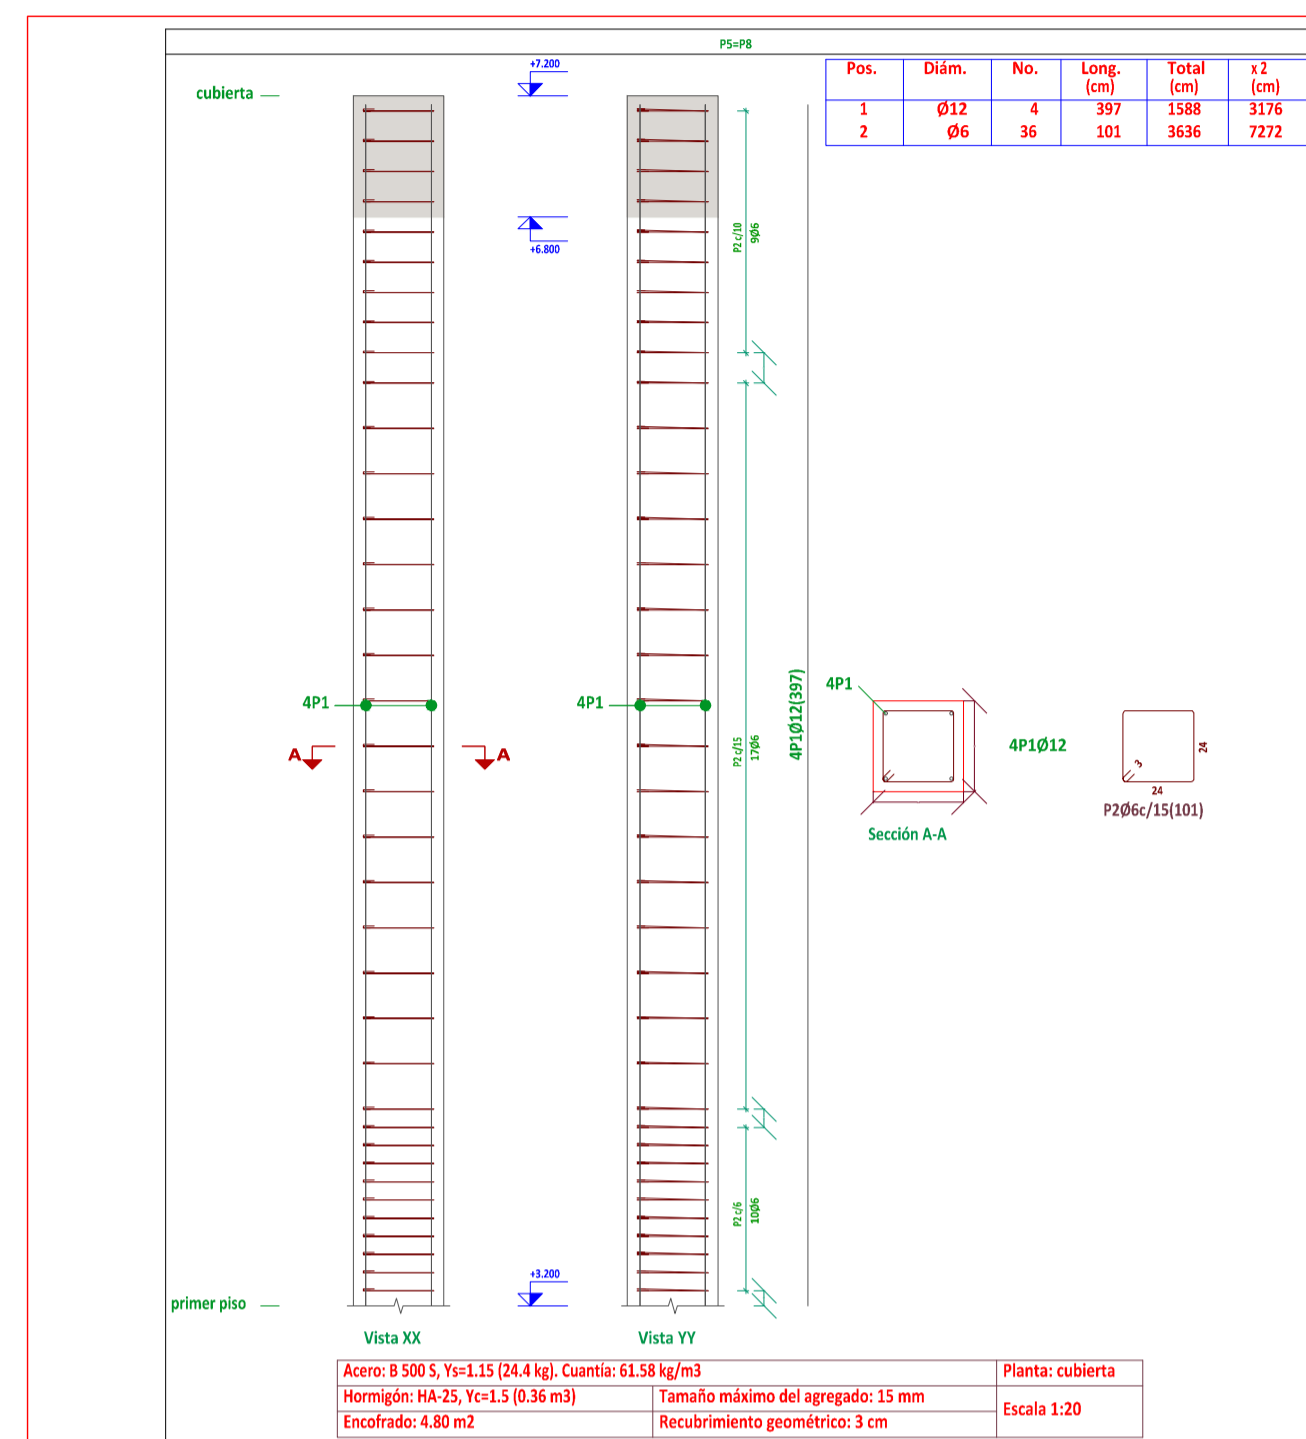 P5=P8
Pos. Diám. No. Long. (cm) Total (cm) x 2 (cm)
1 Ø12 4 397 1588 3176
2 Ø6 36 101 3636 7272
cubierta
+7.200
+6.800
P2 c/10
9Ø6
4P1
4P1
A
A
P2 c/15
17Ø6
4P1Ø12(397)
4P1
4P1Ø12
Sección A-A
3
24
24
P2Ø6c/15(101)
P2 c/6
10Ø6
+3.200
primer piso
Vista XX
Vista YY
Acero: B 500 S, Ys=1.15 (24.4 kg). Cuantía: 61.58 kg/m3
Planta: cubierta
Hormigón: HA-25, Yc=1.5 (0.36 m3)
Tamaño máximo del agregado: 15 mm
Escala 1:20
Encofrado: 4.80 m2
Recubrimiento geométrico: 3 cm